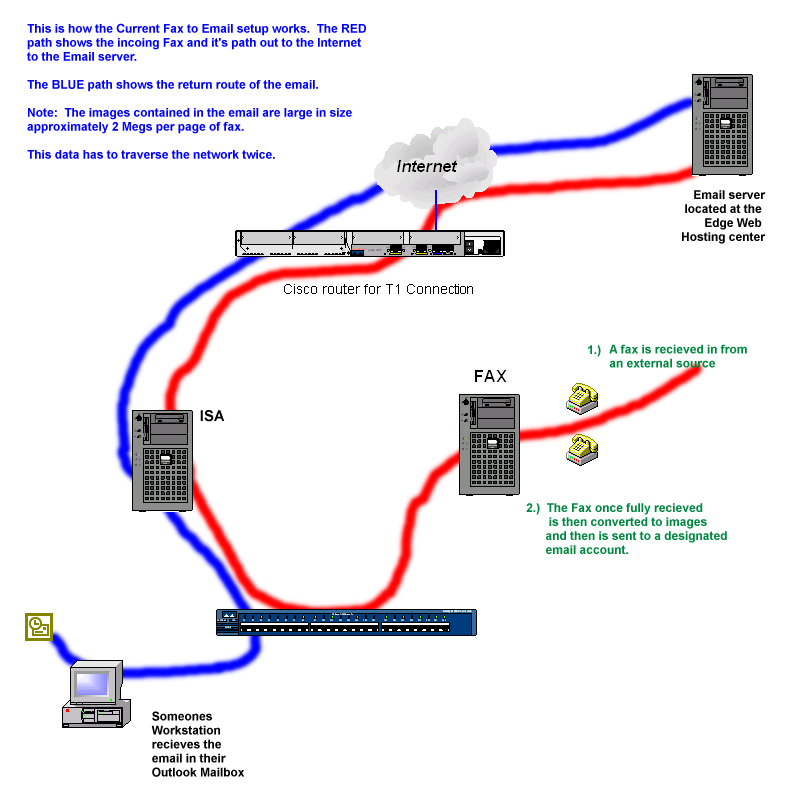 This is how the Current Fax to Email setup works.  The RED
path shows the incoing Fax and it's path out to the Internet
to the Email server.
The BLUE path shows the return route of the email.
Note:  The images contained in the email are large in size
approximately 2 Megs per page of fax.
This data has to traverse the network twice.
Internet
Email server
located at the
Edge Web
Hosting center
Cisco router for T1 Connection
1.)  A fax is recieved in from
an external source
FAX
ISA
2.)  The Fax once fully recieved
is then converted to images
and then is sent to a designated
email account.
Someones
Workstation
recieves the
email in their
Outlook Mailbox